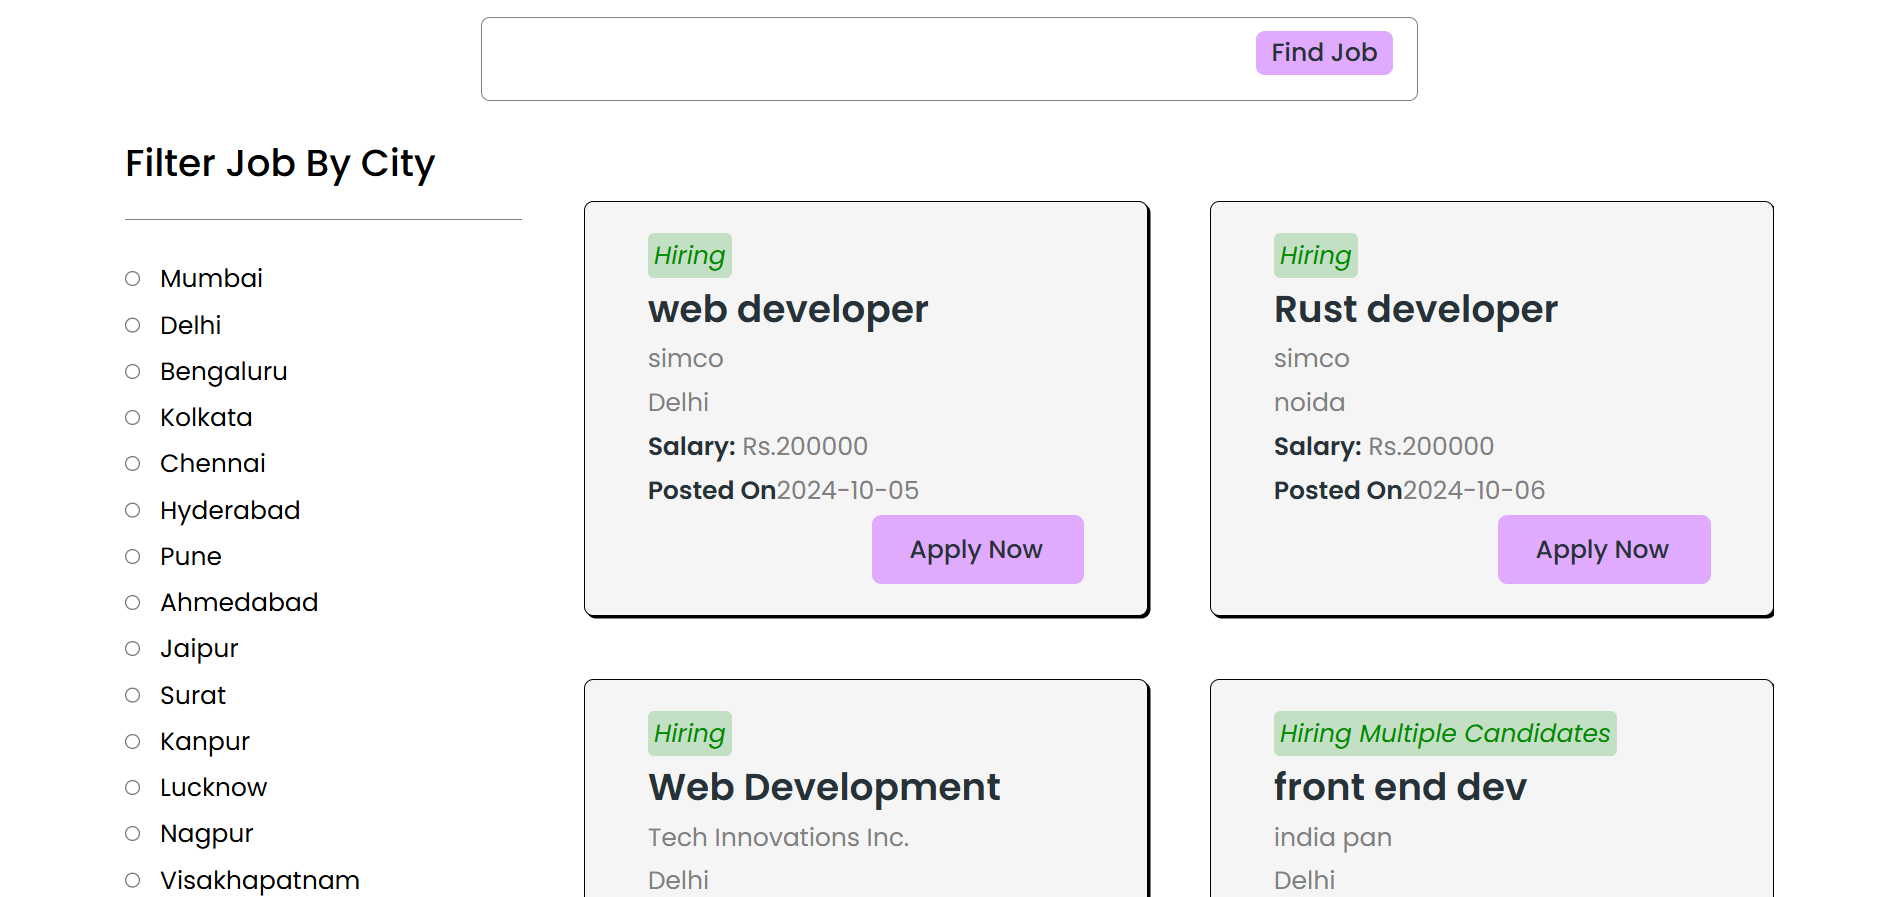 Find Job
Filter Job By City
Mumbai
Delhi
Bengaluru
Kolkata
Chennai
Hyderabad
Pune
Ahmedabad
Jaipur
Surat
Kanpur
Lucknow
Nagpur
Visakhapatnam
Hiring
web developer
simco
Delhi
Salary: Rs.200000
Posted On2024-10-05
Apply Now
Hiring
Rust developer
simco
noida
Salary: Rs.200000
Posted On2024-10-06
Apply Now
Hiring
Web Development
Tech Innovations Inc.
Delhi
Hiring Multiple Candidates
front end dev
india pan
Delhi